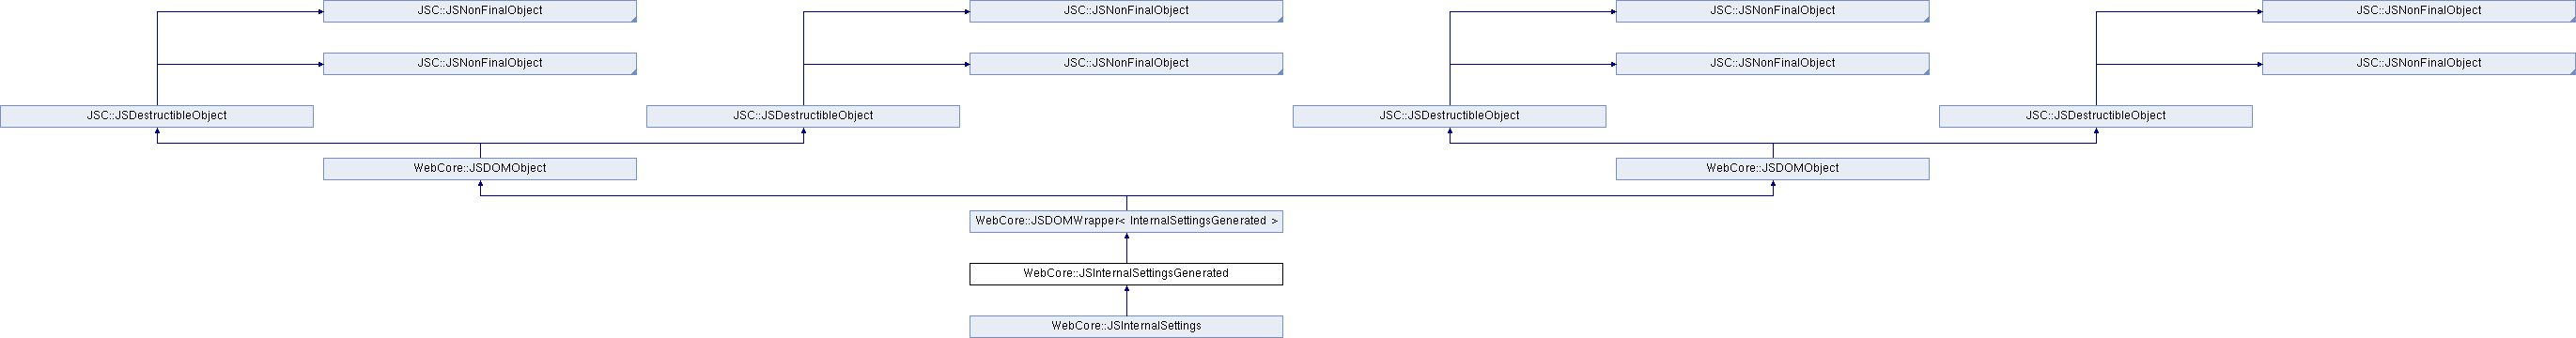 JSC::JSNonFinalObject
JSC::JSNonFinalObject
JSC::JSNonFinalObject
JSC::JSNonFinalObject
JSC::JSNonFinalObject
JSC::JSNonFinalObject
JSC::JSNonFinalObject
JSC::JSNonFinalObject
JSC::JSDestructibleObject
JSC::JSDestructibleObject
JSC::JSDestructibleObject
JSC::JSDestructibleObject
WebCore::JSDOMObject
WebCore::JSDOMObject
WebCore::JSDOMWrapper< InternalSettingsGenerated >
WebCore::JSInternalSettingsGenerated
WebCore::JSInternalSettings